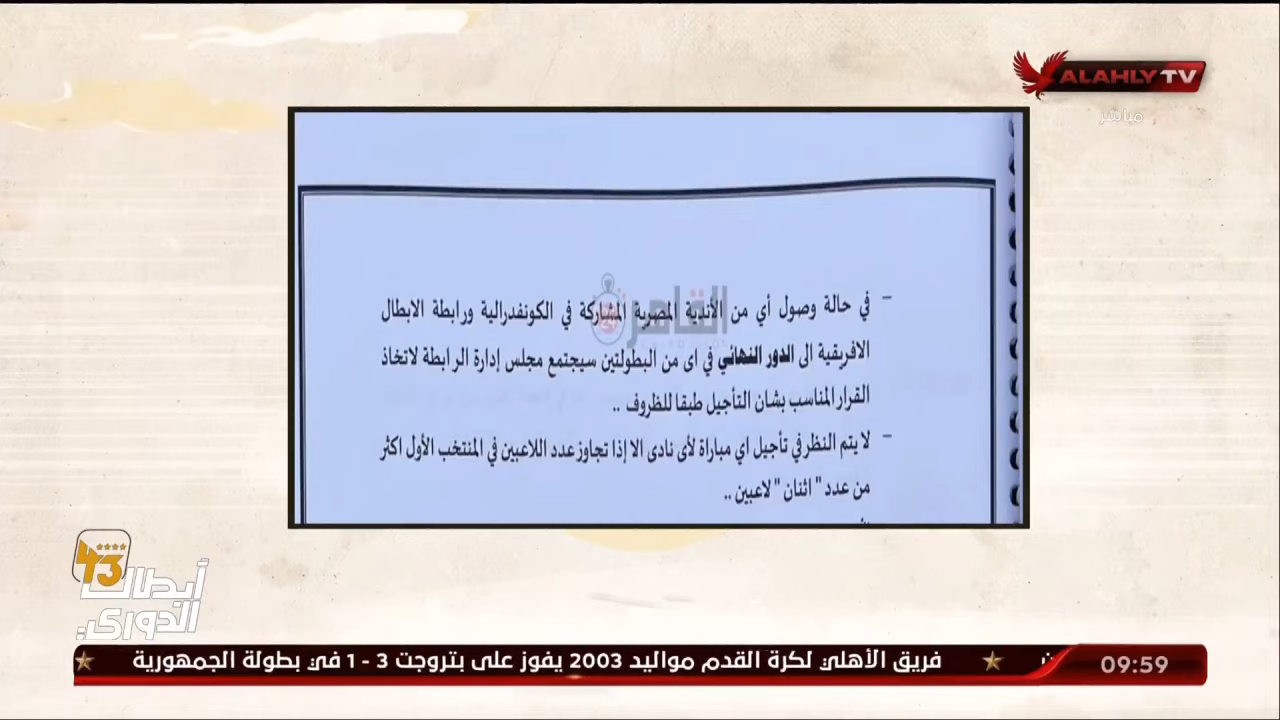 ALAHLY TV
مباشر
القاهرة
24
- في حالة وصول أي من الأندية المصرية المشاركة في الكونفدرالية ورابطة الابطال
الافريقية الى الدور النهائي في اى من البطولتين سيجتمع مجلس إدارة الرابطة لاتخاذ
القرار المناسب بشان التأجيل طبقا للظروف ..
- لا يتم النظر في تأجيل اي مباراة لأى نادى الا إذا تجاوز عدد اللاعبين في المنتخب الأول اكثر
من عدد " اثنان " لاعبين ..
43
أبطال
الدوري
فريق الأهلي لكرة القدم مواليد 2003 يفوز على بتروجت 3 - 1 في بطولة الجمهورية
09:59